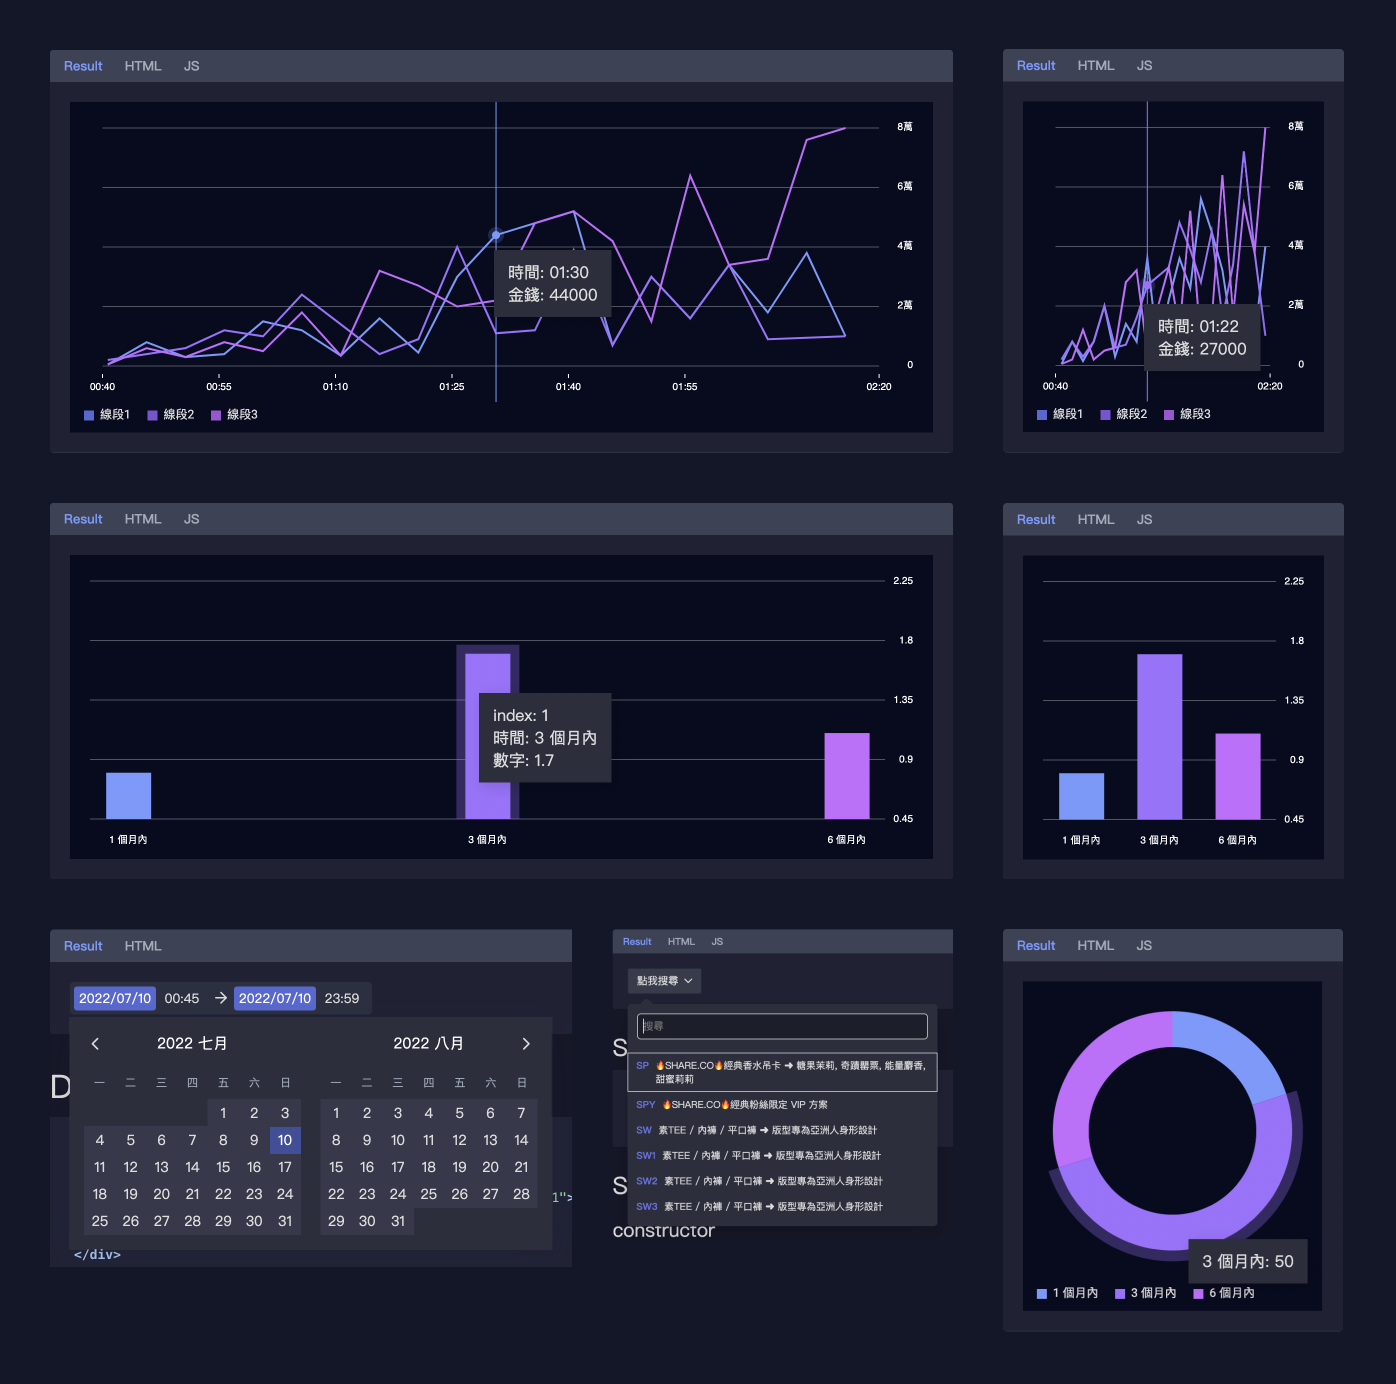 Result HTML JS
8萬
6萬
4萬
2萬
0
時間: 01:30
金錢: 44000
00:40 00:55 01:10 01:25 01:40 01:55 02:20
線段1 線段2 線段3
Result HTML JS
8萬
6萬
4萬
2萬
0
時間: 01:22
金錢: 27000
00:40 02:20
線段1 線段2 線段3
Result HTML JS
2.25
1.8
1.35
0.9
0.45
index: 1
時間: 3 個月內
數字: 1.7
1 個月內 3 個月內 6 個月內
Result HTML JS
2.25
1.8
1.35
0.9
0.45
1 個月內 3 個月內 6 個月內
Result HTML
2022/07/10 00:45 → 2022/07/10 23:59
2022 七月 2022 八月
一 二 三 四 五 六 日 一 二 三 四 五 六 日
1 2 3 1 2 3 4 5 6 7
4 5 6 7 8 9 10 8 9 10 11 12 13 14
11 12 13 14 15 16 17 15 16 17 18 19 20 21
18 19 20 21 22 23 24 22 23 24 25 26 27 28
25 26 27 28 29 30 31 29 30 31
D
1">
</div>
Result HTML JS
點我搜尋
搜尋
S
SP 🔥SHARE.CO🔥經典香水吊卡 ➜ 糖果茉莉, 奇蹟罌粟, 能量麝香,
甜蜜莉莉
SPY 🔥SHARE.CO🔥經典粉絲限定 VIP 方案
SW 素TEE / 內褲 / 平口褲 ➜ 版型專為亞洲人身形設計
SW1 素TEE / 內褲 / 平口褲 ➜ 版型專為亞洲人身形設計
S
SW2 素TEE / 內褲 / 平口褲 ➜ 版型專為亞洲人身形設計
SW3 素TEE / 內褲 / 平口褲 ➜ 版型專為亞洲人身形設計
constructor
Result HTML JS
3 個月內: 50
1 個月內 3 個月內 6 個月內